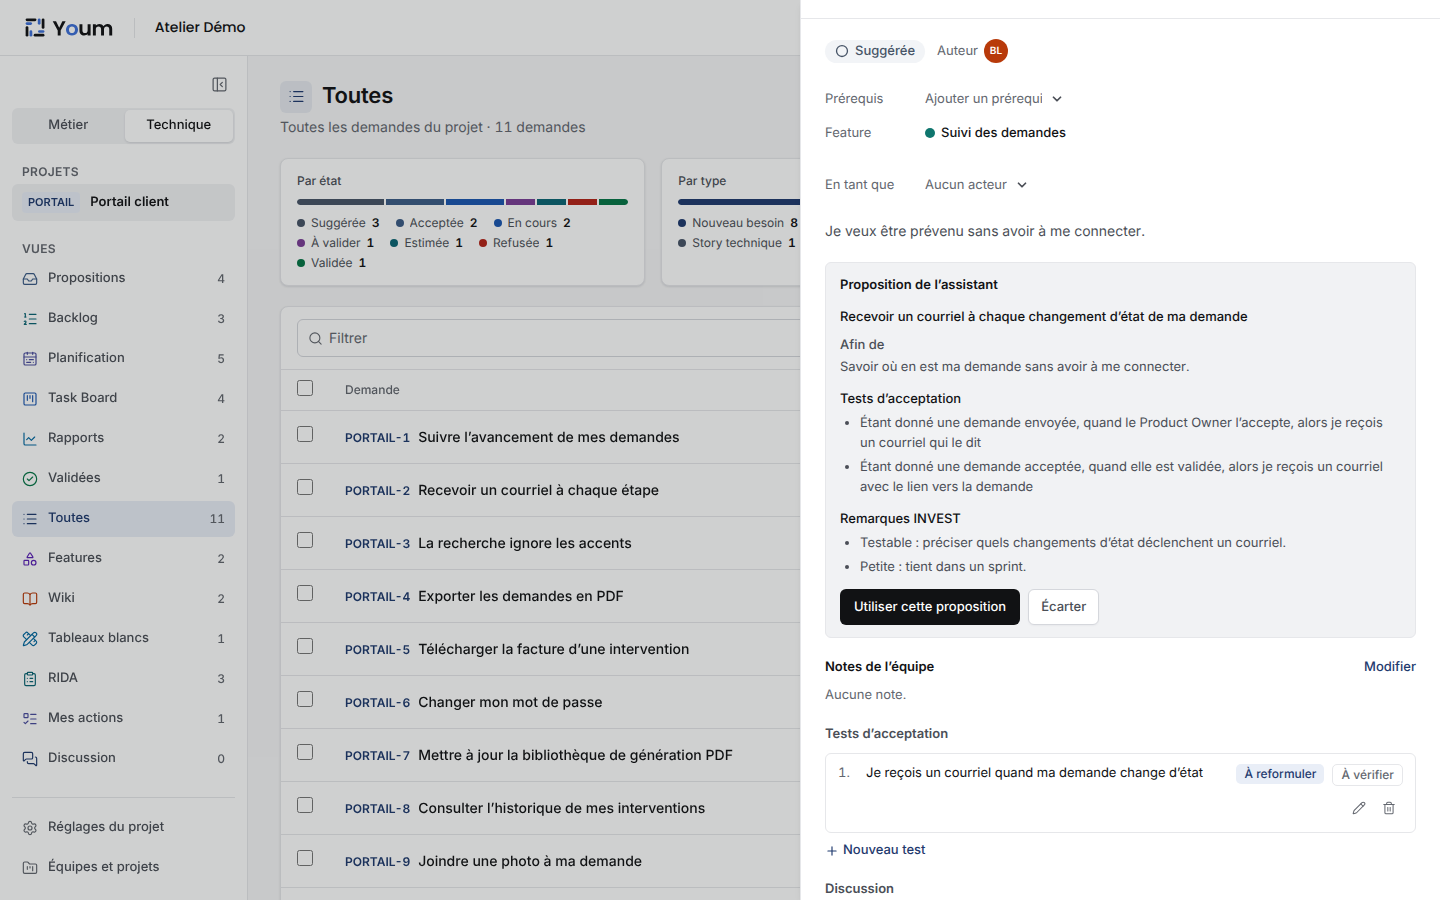 Youm
Atelier Démo
Métier
Technique
PROJETS
PORTAIL Portail client
VUES
Propositions 4
Backlog 3
Planification 5
Task Board 4
Rapports 2
Validées 1
Toutes 11
Features 2
Wiki 2
Tableaux blancs 1
RIDA 3
Mes actions 1
Discussion 0
Réglages du projet
Équipes et projets
Toutes
Toutes les demandes du projet · 11 demandes
Par état
Suggérée 3 Acceptée 2 En cours 2
À valider 1 Estimée 1 Refusée 1
Validée 1
Par type
Nouveau besoin 8
Story technique 1
Filtrer
Demande
PORTAIL-1 Suivre l’avancement de mes demandes
PORTAIL-2 Recevoir un courriel à chaque étape
PORTAIL-3 La recherche ignore les accents
PORTAIL-4 Exporter les demandes en PDF
PORTAIL-5 Télécharger la facture d’une intervention
PORTAIL-6 Changer mon mot de passe
PORTAIL-7 Mettre à jour la bibliothèque de génération PDF
PORTAIL-8 Consulter l’historique de mes interventions
PORTAIL-9 Joindre une photo à ma demande
Suggérée Auteur BL
Prérequis Ajouter un prérequi
Feature Suivi des demandes
En tant que Aucun acteur
Je veux être prévenu sans avoir à me connecter.
Proposition de l’assistant
Recevoir un courriel à chaque changement d’état de ma demande
Afin de
Savoir où en est ma demande sans avoir à me connecter.
Tests d’acceptation
• Étant donné une demande envoyée, quand le Product Owner l’accepte, alors je reçois
un courriel qui le dit
• Étant donné une demande acceptée, quand elle est validée, alors je reçois un courriel
avec le lien vers la demande
Remarques INVEST
• Testable : préciser quels changements d’état déclenchent un courriel.
• Petite : tient dans un sprint.
Utiliser cette proposition
Écarter
Notes de l’équipe Modifier
Aucune note.
Tests d’acceptation
1. Je reçois un courriel quand ma demande change d’état À reformuler À vérifier
+ Nouveau test
Discussion